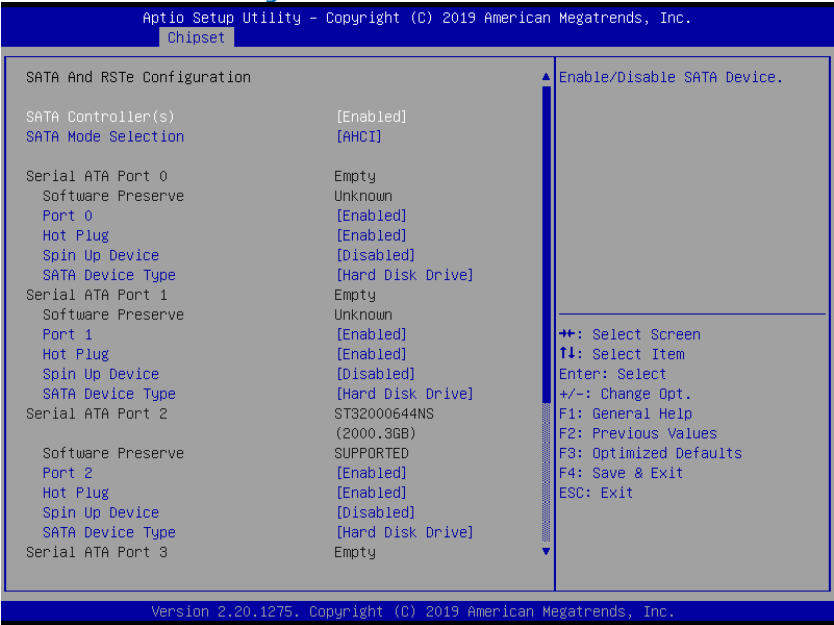 Aptio Setup Utility – Copyright (C) 2019 American Megatrends, Inc.
Chipset
SATA And RSTe Configuration
SATA Controller(s) [Enabled]
SATA Mode Selection [AHCI]
Serial ATA Port 0 Empty
Software Preserve Unknown
Port 0 [Enabled]
Hot Plug [Enabled]
Spin Up Device [Disabled]
SATA Device Type [Hard Disk Drive]
Serial ATA Port 1 Empty
Software Preserve Unknown
Port 1 [Enabled]
Hot Plug [Enabled]
Spin Up Device [Disabled]
SATA Device Type [Hard Disk Drive]
Serial ATA Port 2 ST32000644NS
(2000.3GB)
Software Preserve SUPPORTED
Port 2 [Enabled]
Hot Plug [Enabled]
Spin Up Device [Disabled]
SATA Device Type [Hard Disk Drive]
Serial ATA Port 3 Empty
Enable/Disable SATA Device.
→←: Select Screen
↑↓: Select Item
Enter: Select
+/-: Change Opt.
F1: General Help
F2: Previous Values
F3: Optimized Defaults
F4: Save & Exit
ESC: Exit
Version 2.20.1275. Copyright (C) 2019 American Megatrends, Inc.